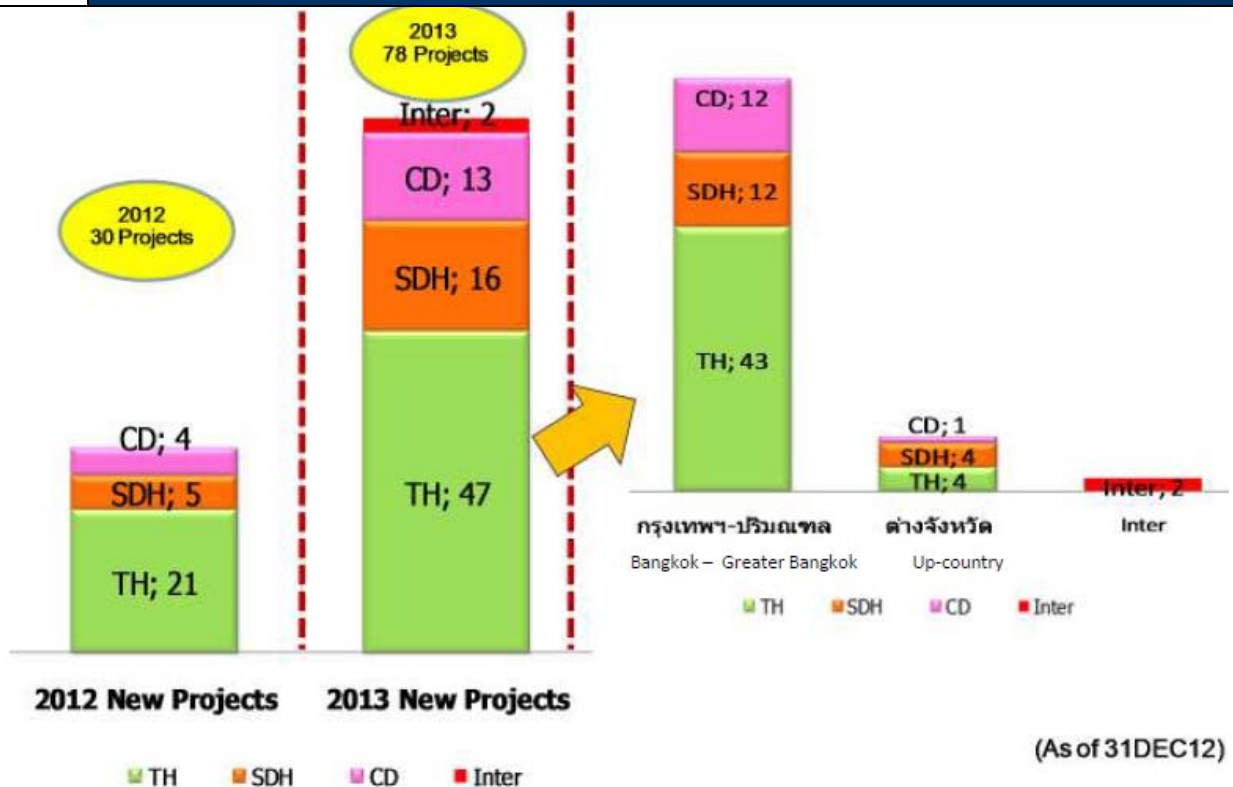 2013
78 Projects
Inter; 2
CD; 13
SDH; 16
TH; 47
2012
30 Projects
CD; 4
SDH; 5
TH; 21
2012 New Projects
2013 New Projects
TH
SDH
CD
Inter
CD; 12
SDH; 12
TH; 43
CD; 1
SDH; 4
TH; 4
Inter; 2
กรุงเทพฯ-ปริมณฑล
ต่างจังหวัด
Inter
Bangkok – Greater Bangkok
Up-country
TH
SDH
CD
Inter
(As of 31DEC12)